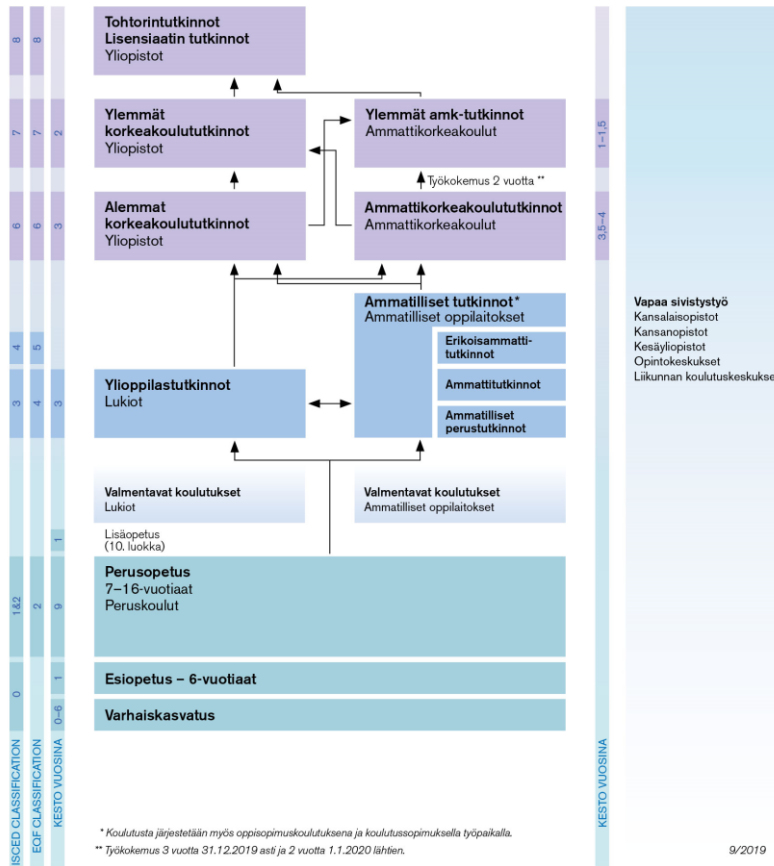 Tohtorintutkinnot
Lisensiaatin tutkinnot
Yliopistot
8
8
Ylemmät
korkeakoulututkinnot
Yliopistot
Ylemmät amk-tutkinnot
Ammattikorkeakoulut
7
7
2
1–1,5
Työkokemus 2 vuotta **
Alemmat
korkeakoulututkinnot
Yliopistot
Ammattikorkeakoulututkinnot
Ammattikorkeakoulut
6
6
3
3,5–4
Ammatilliset tutkinnot*
Ammatilliset oppilaitokset
Erikoisammatti-
tutkinnot
Ammattitutkinnot
Ammatilliset
perustutkinnot
4
5
Ylioppilastutkinnot
Lukiot
3
4
3
Valmentavat koulutukset
Lukiot
Valmentavat koulutukset
Ammatilliset oppilaitokset
Lisäopetus
(10. luokka)
1
Perusopetus
7–16-vuotiaat
Peruskoulut
1&2
2
9
Esiopetus – 6-vuotiaat
0
1
Varhaiskasvatus
0–6
ISCED CLASSIFICATION
EQF CLASSIFICATION
KESTO VUOSINA
KESTO VUOSINA
Vapaa sivistystyö
Kansalaisopistot
Kansanopistot
Kesäyliopistot
Opintokeskukset
Liikunnan koulutuskeskukse
* Koulutusta järjestetään myös oppisopimuskoulutuksena ja koulutussopimuksella työpaikalla.
** Työkokemus 3 vuotta 31.12.2019 asti ja 2 vuotta 1.1.2020 lähtien.
9/2019